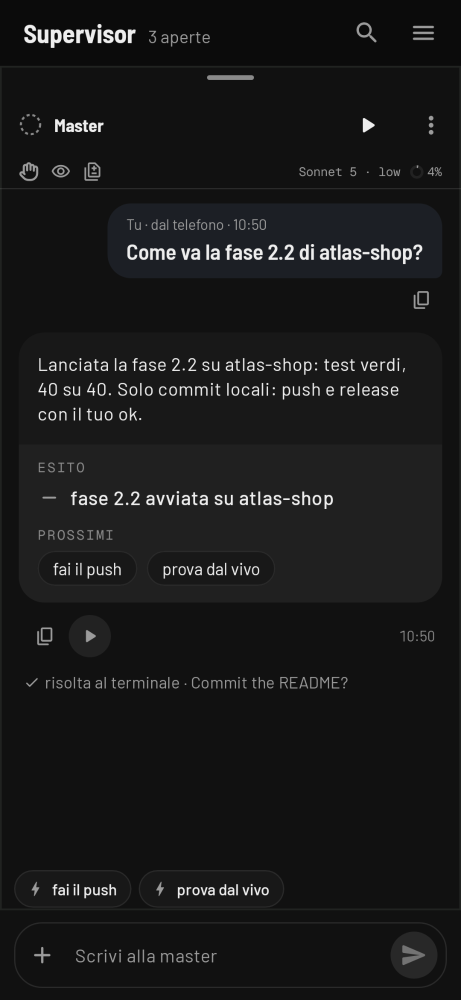 Supervisor 3 aperte
Master
Sonnet 5 · low 4%
Tu · dal telefono · 10:50
Come va la fase 2.2 di atlas-shop?
Lanciata la fase 2.2 su atlas-shop: test verdi,
40 su 40. Solo commit locali: push e release
con il tuo ok.
ESITO
— fase 2.2 avviata su atlas-shop
PROSSIMI
fai il push prova dal vivo
10:50
✓ risolta al terminale · Commit the README?
fai il push prova dal vivo
Scrivi alla master